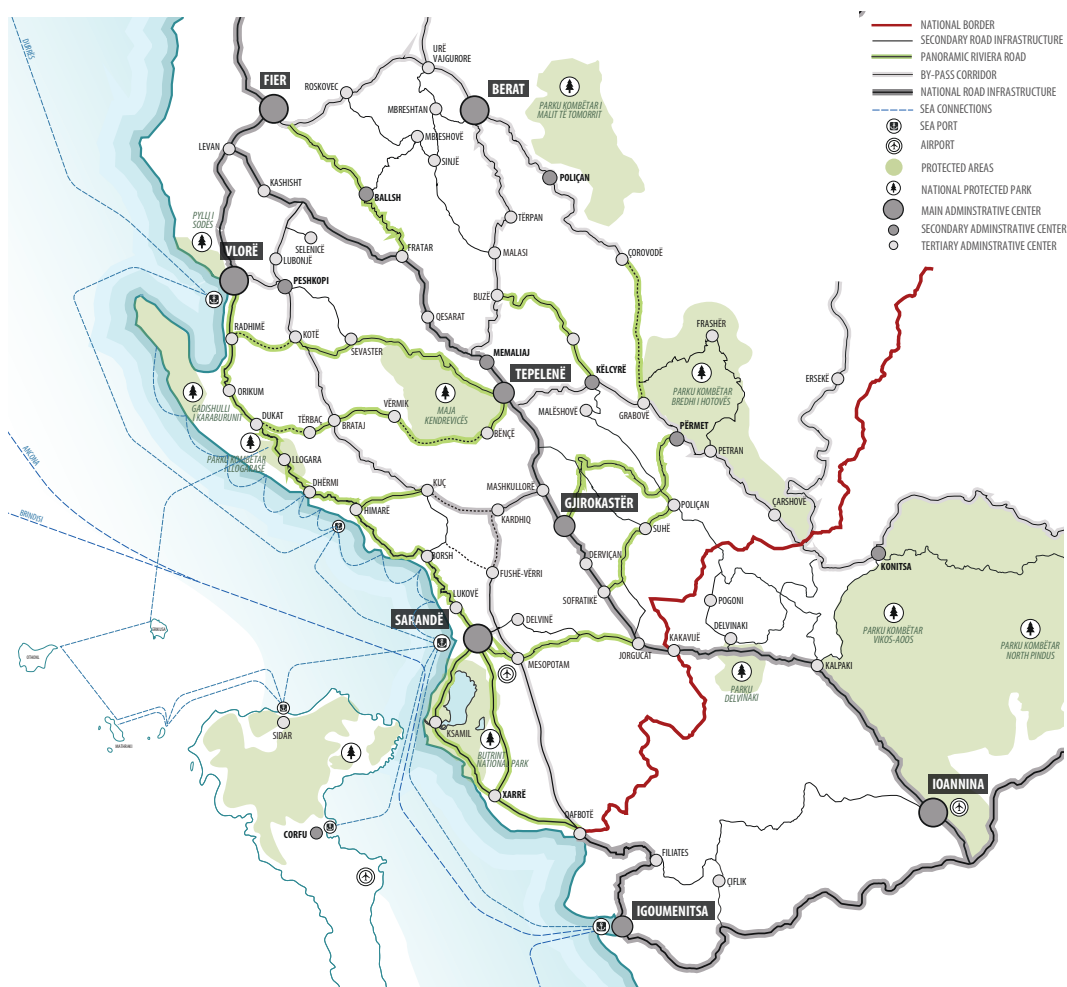 NATIONAL BORDER
SECONDARY ROAD INFRASTRUCTURE
PANORAMIC RIVIERA ROAD
BY-PASS CORRIDOR
NATIONAL ROAD INFRASTRUCTURE
SEA CONNECTIONS
SEA PORT
AIRPORT
PROTECTED AREAS
NATIONAL PROTECTED PARK
MAIN ADMINSTRATIVE CENTER
SECONDARY ADMINSTRATIVE CENTER
TERTIARY ADMINSTRATIVE CENTER
DURRËS
URË
VAJGURORE
FIER
ROSKOVEC
BERAT
MBRESHTAN
PARKU KOMBËTAR I
MALIT TË TOMORRIT
LEVAN
MBJESHOVË
SINJË
KASHISHT
BALLSH
POLIÇAN
PYLLI I
SODËS
TËRPAN
SELENICË
LUBONJË
VLORË
FRATAR
MALASI
ÇOROVODË
PESHKOPI
BUZË
QESARAT
RADHIMË
KOTË
SEVASTER
FRASHËR
MEMALIAJ
TEPELENË
KËLCYRË
ERSEKË
ORIKUM
GADISHULLI
I KARABURUNIT
MAJA
KENDREVICËS
PARKU KOMBËTAR
BREDHI I HOTOVËS
VËRMIK
MALËSHOVË
GRABOVË
DUKAT
TËRBAÇ
BRATAJ
BËNÇË
PËRMET
PETRAN
PARKU KOMBËTAR
I LLOGARASË
LLOGARA
ANCONA
DHËRMI
KUÇ
MASHKULLORË
GJIROKASTËR
POLIÇAN
ÇARSHOVË
HIMARË
KARDHIQ
BRINDISI
SUHË
BORSH
DERVIÇAN
KONITSA
FUSHË-VËRRI
LUKOVË
SOFRATIKË
POGONI
SARANDË
DELVINË
DELVINAKI
PARKU KOMBËTAR
VIKOS-AOOS
PARKU KOMBËTAR
NORTH PINDUS
KAKAVIJË
JORGUCAT
MESOPOTAM
KALPAKI
PARKU
DELVINAKI
SIDAR
KSAMIL
BUTRINT
NATIONAL PARK
XARRË
IOANNINA
QAFBOTË
CORFU
FILIATES
ÇIFLIK
IGOUMENITSA